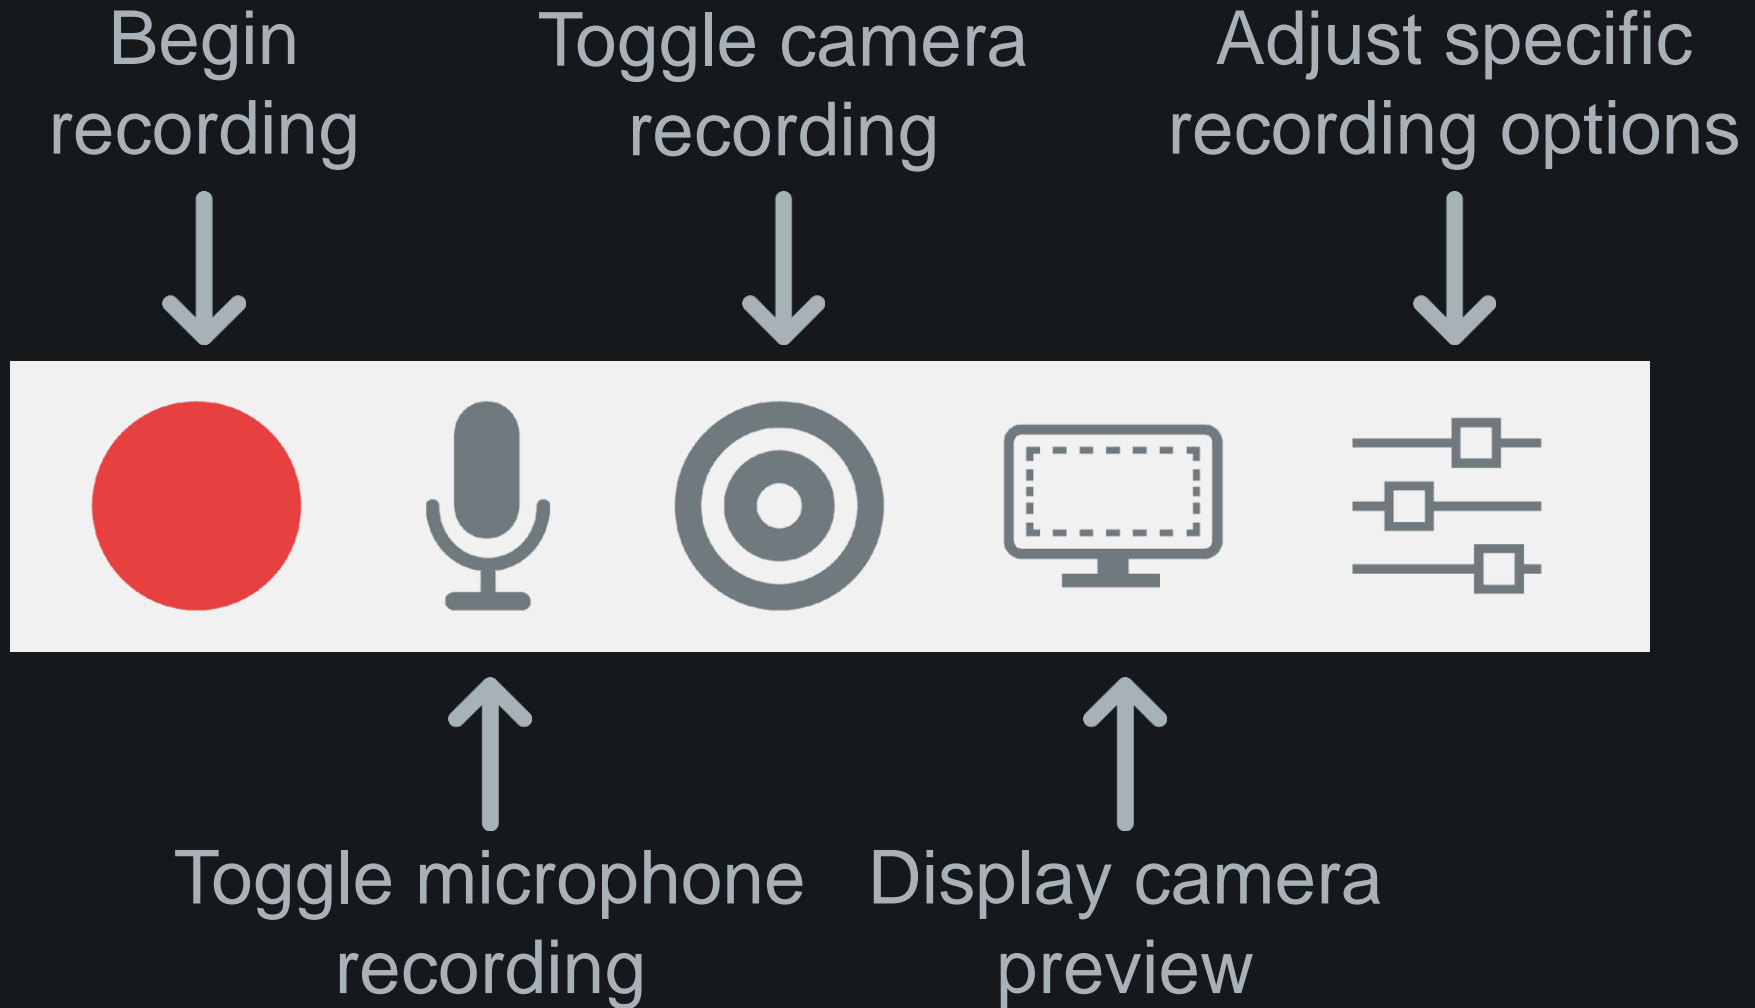 Begin
recording
Toggle camera
recording
Adjust specific
recording options
Toggle microphone
recording
Display camera
preview